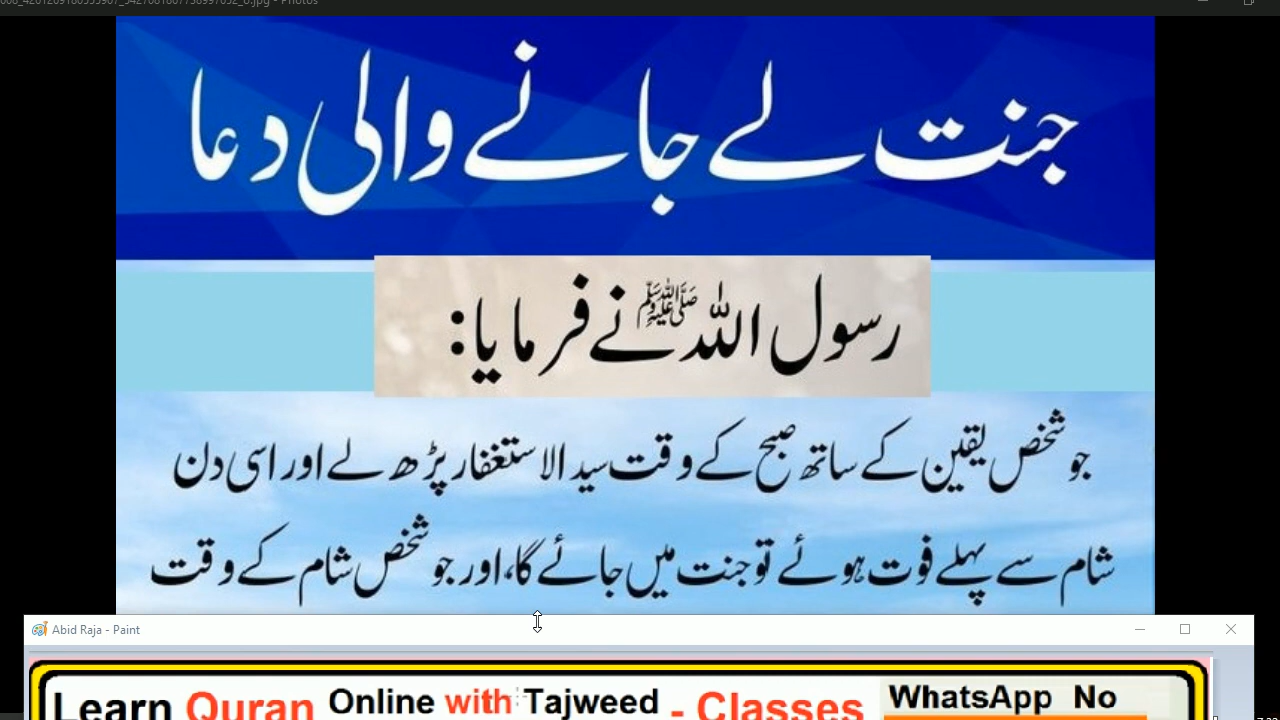 جنت لے جانے والی دعا
رسول اللہ ﷺ نے فرمایا:
جو شخص یقین کے ساتھ صبح کے وقت سید الاستغفار پڑھ لے اور اسی دن
شام سے پہلے فوت ہوئے تو جنت میں جائے گا، اور جو شخص شام کے وقت
Abid Raja - Paint
Learn Quran Online with Tajweed - Classes WhatsApp No